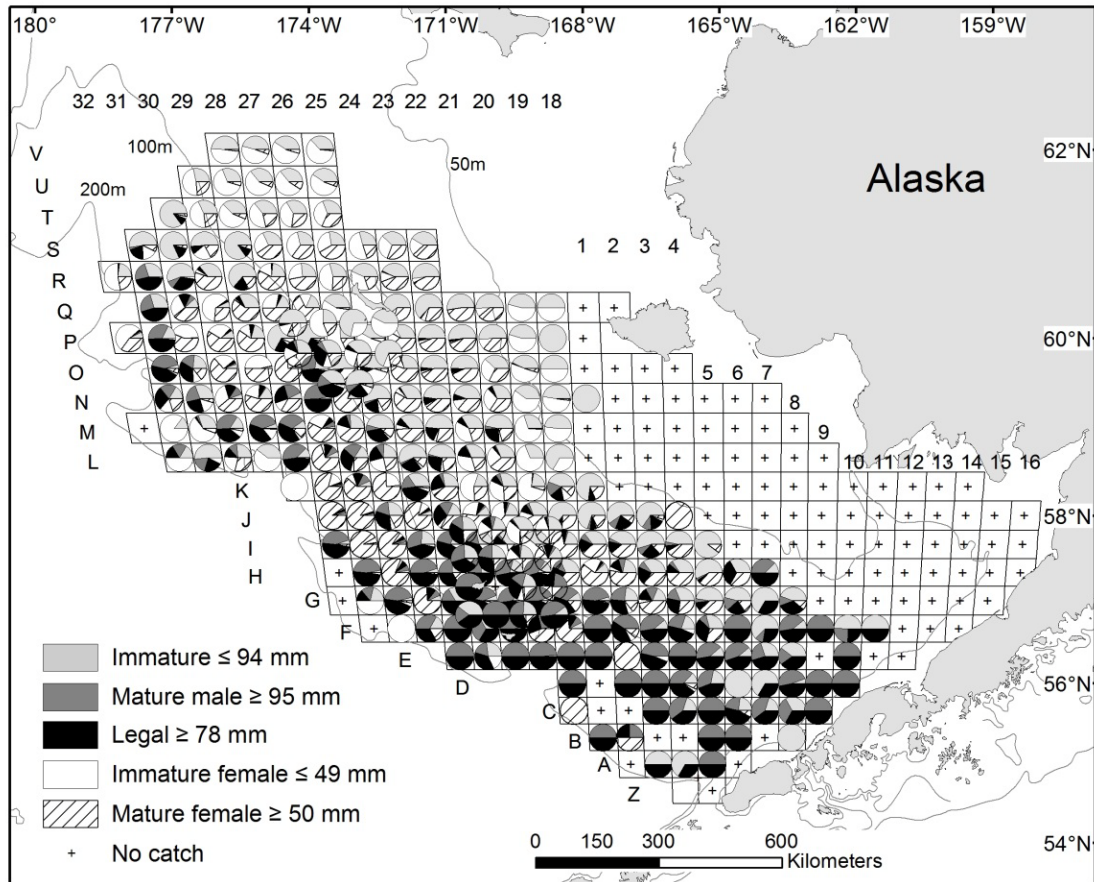 180° 177°W 174°W 171°W 168°W 165°W 162°W 159°W
32 31 30 29 28 27 26 25 24 23 22 21 20 19 18
V
100m
62°N
U
200m
50m
Alaska
T
S
1 2 3 4
R
Q
P
60°N
O
5 6 7
N
8
M
9
L
10 11 12 13 14 15 16
K
J
58°N
I
H
G
F
E
D
56°N
C
B
A
Z
Immature ≤ 94 mm
Mature male ≥ 95 mm
Legal ≥ 78 mm
Immature female ≤ 49 mm
Mature female ≥ 50 mm
+ No catch
0 150 300 600
Kilometers
54°N